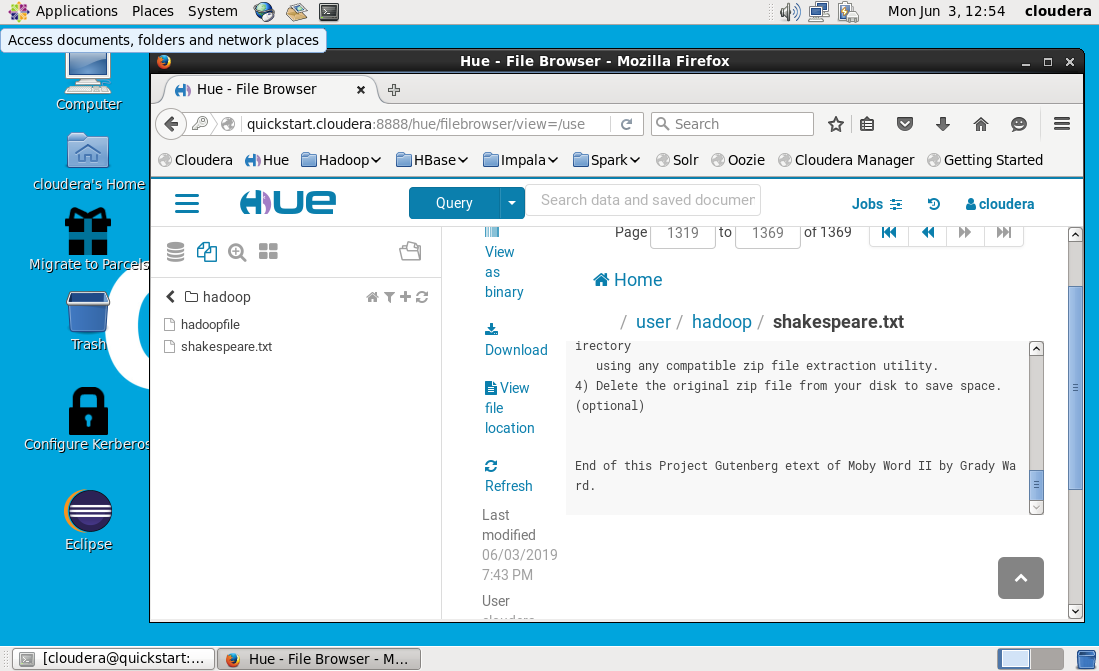 Applications Places System
Mon Jun 3, 12:54 cloudera
Access documents, folders and network places
Computer
cloudera's Home
Migrate to Parcels
Trash
Configure Kerberos
Eclipse
Hue - File Browser - Mozilla Firefox
Hue - File Browser
quickstart.cloudera:8888/hue/filebrowser/view=/use
Search
Cloudera Hue Hadoop HBase Impala Spark Solr Oozie Cloudera Manager Getting Started
HUE
Query
Search data and saved documen
Jobs
cloudera
hadoop
hadoopfile
shakespeare.txt
View
as
binary
Download
View
file
location
Refresh
Last
modified
06/03/2019
7:43 PM
User
Page 1319 to 1369 of 1369
Home
/ user / hadoop / shakespeare.txt
irectory
using any compatible zip file extraction utility.
4) Delete the original zip file from your disk to save space.
(optional)
End of this Project Gutenberg etext of Moby Word II by Grady Wa
rd.
[cloudera@quickstart:...
Hue - File Browser - M...